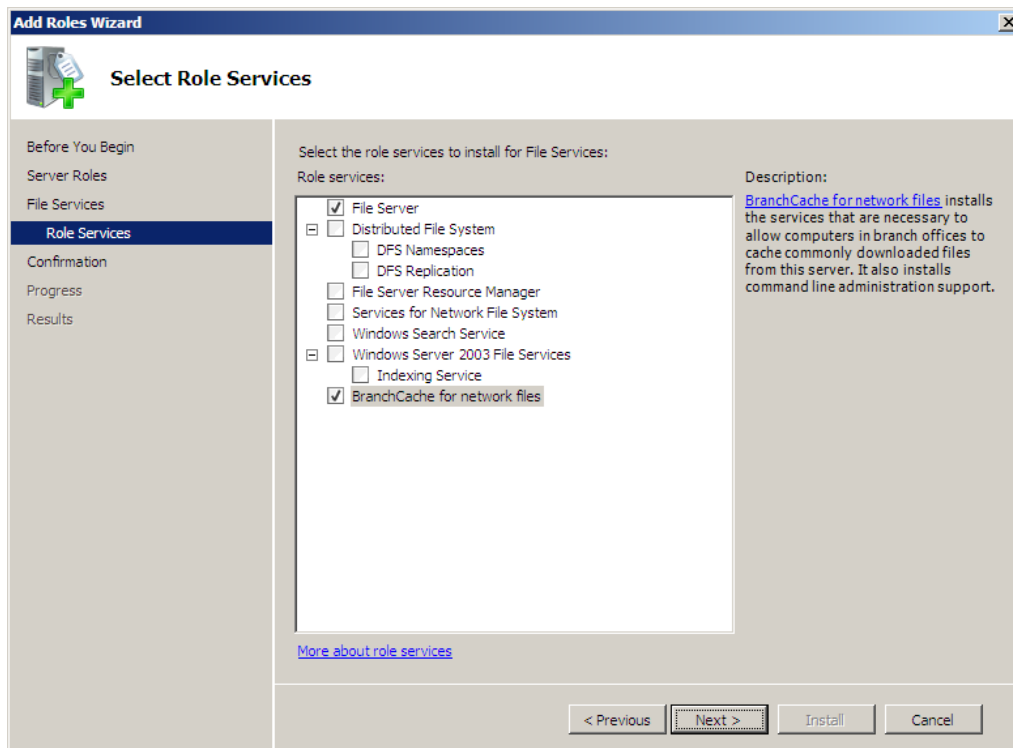 Add Roles Wizard
Select Role Services
Before You Begin
Server Roles
File Services
Role Services
Confirmation
Progress
Results
Select the role services to install for File Services:
Role services:
File Server
Distributed File System
DFS Namespaces
DFS Replication
File Server Resource Manager
Services for Network File System
Windows Search Service
Windows Server 2003 File Services
Indexing Service
BranchCache for network files
More about role services
Description:
BranchCache for network files installs
the services that are necessary to
allow computers in branch offices to
cache commonly downloaded files
from this server. It also installs
command line administration support.
< Previous
Next >
Install
Cancel